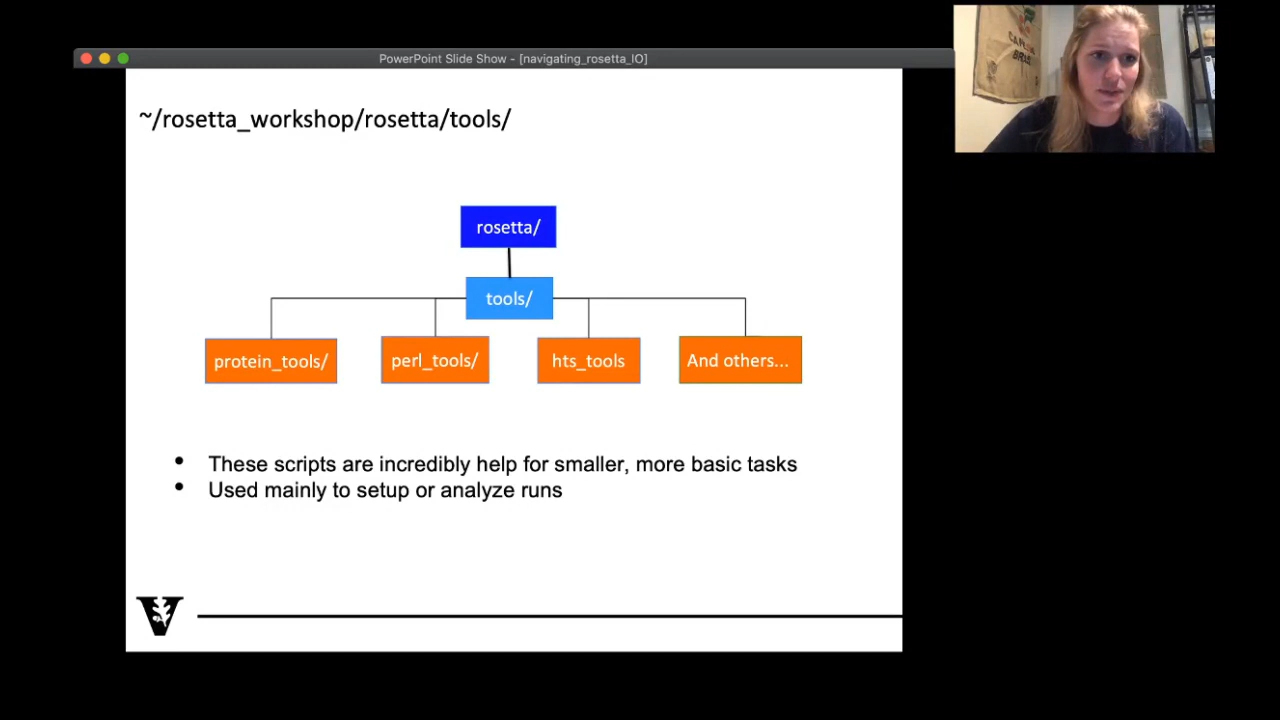 PowerPoint Slide Show - [navigating_rosetta_IO]
~/rosetta_workshop/rosetta/tools/
rosetta/
tools/
protein_tools/
perl_tools/
hts_tools
And others...
• These scripts are incredibly help for smaller, more basic tasks
• Used mainly to setup or analyze runs
V